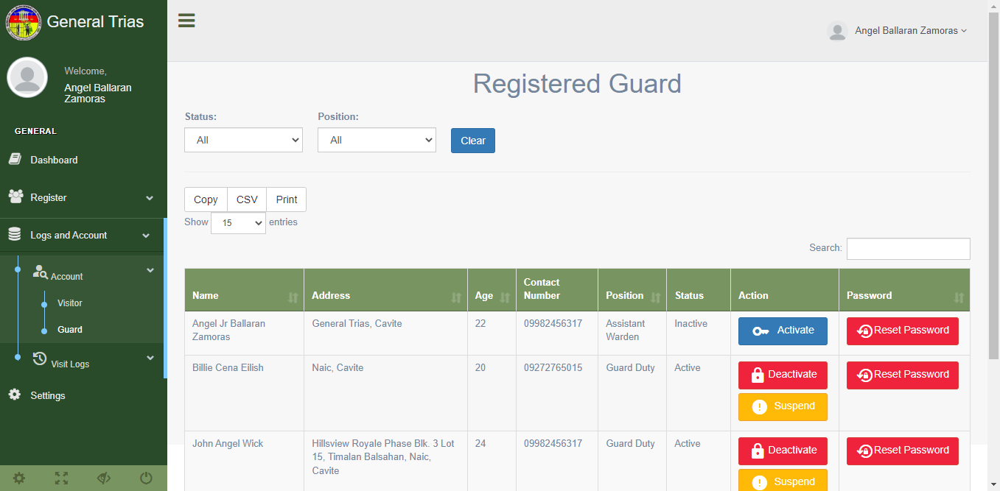 General Trias
Angel Ballaran Zamoras
Welcome,
Angel Ballaran
Zamoras
GENERAL
Dashboard
Register
Logs and Account
Account
Visitor
Guard
Visit Logs
Settings
Registered Guard
Status:
Position:
All
All
Clear
Copy
CSV
Print
Show 15 entries
Search:
Name
Address
Age
Contact
Number
Position
Status
Action
Password
Angel Jr Ballaran
Zamoras
General Trias, Cavite
22
09982456317
Assistant
Warden
Inactive
Activate
Reset Password
Billie Cena Eilish
Naic, Cavite
20
09272765015
Guard Duty
Active
Deactivate
Suspend
Reset Password
John Angel Wick
Hillsview Royale Phase Blk. 3 Lot
15, Timalan Balsahan, Naic,
Cavite
24
09982456317
Guard Duty
Active
Deactivate
Suspend
Reset Password